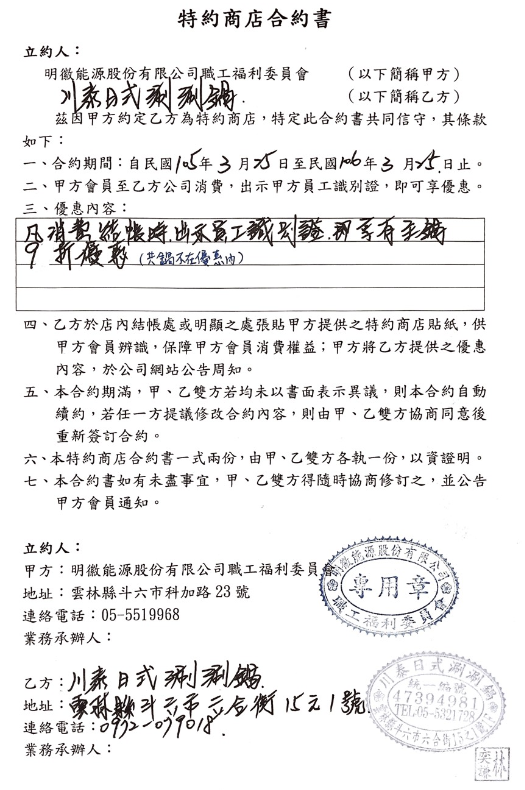 特約商店合約書
立約人：
明徽能源股份有限公司職工福利委員會 （以下簡稱甲方）
川泰日式涮涮鍋 （以下簡稱乙方）
茲因甲方約定乙方為特約商店，特定此合約書共同信守，其條款
如下：
一、合約期間：自民國105年3月25日至民國106年3月25日止。
二、甲方會員至乙方公司消費，出示甲方員工識別證，即可享優惠。
三、優惠內容：
凡消費結帳時.出示員工識別證.即享有主鍋
9折優惠（共鍋不在優惠內）
四、乙方於店內結帳處或明顯之處張貼甲方提供之特約商店貼紙，供
甲方會員辨識，保障甲方會員消費權益；甲方將乙方提供之優惠
內容，於公司網站公告周知。
五、本合約期滿，甲、乙雙方若均未以書面表示異議，則本合約自動
續約，若任一方提議修改合約內容，則由甲、乙雙方協商同意後
重新簽訂合約。
六、本特約商店合約書一式兩份，由甲、乙雙方各執一份，以資證明。
七、本合約書如有未盡事宜，甲、乙雙方得隨時協商修訂之，並公告
甲方會員通知。
立約人：
甲方：明徽能源股份有限公司職工福利委員會
地址：雲林縣斗六市科加路23號
連絡電話：05-5519968
業務承辦人：
明徽能源股份有限公司
專用章
職工福利委員會
乙方：川泰日式涮涮鍋
地址：雲林縣斗六市六合街15之1號
連絡電話：0932-039018
業務承辦人：
川泰日式涮涮鍋
統一編號
47394981
TEL:05-5321728
雲林縣斗六市六合街15之1號
林